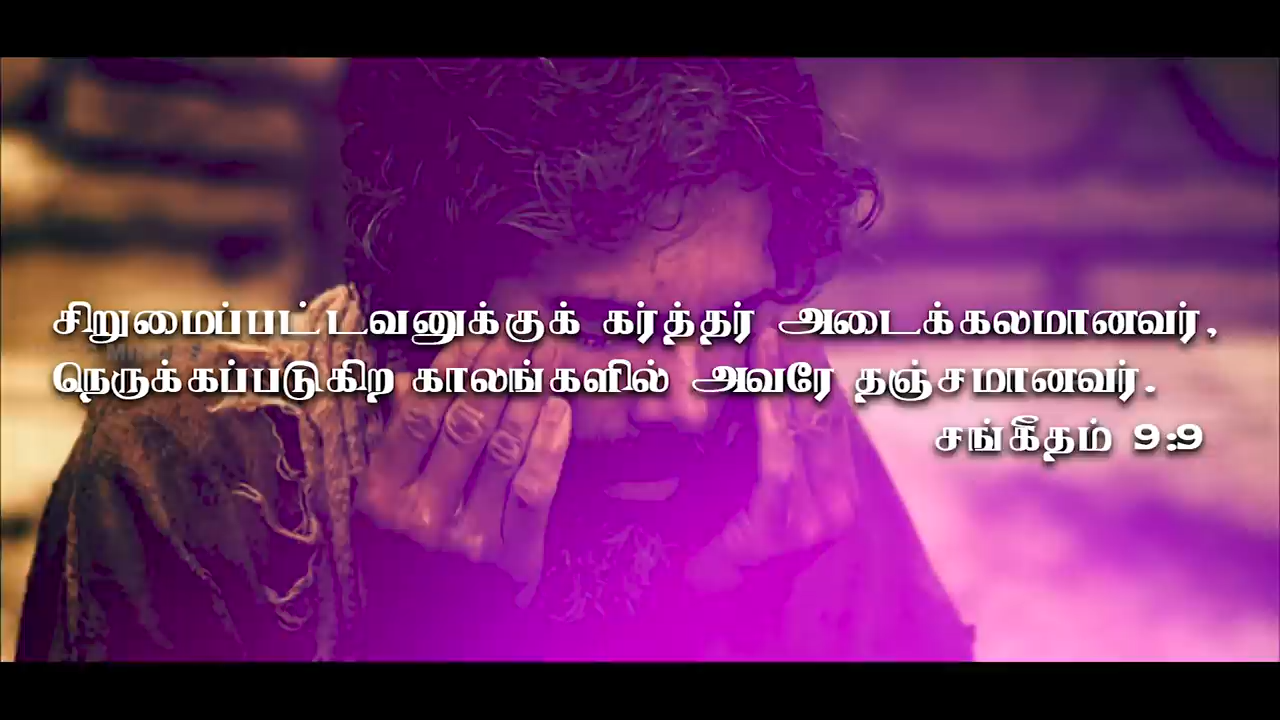 சிறுமைப்பட்டவனுக்குக் கர்த்தர் அடைக்கலமானவர்,
நெருக்கப்படுகிற காலங்களில் அவரே தஞ்சமானவர்.
சங்கீதம் 9:9